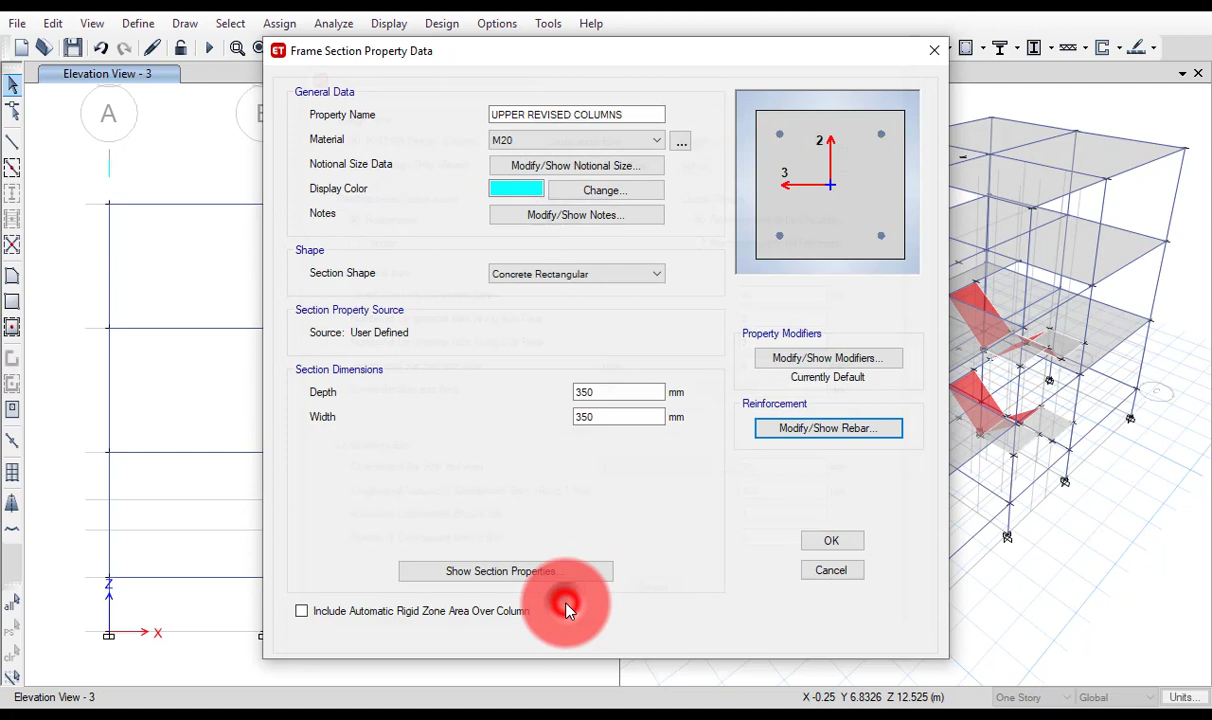 File Edit View Define Draw Select Assign Analyze Display Design Options Tools Help
ET Frame Section Property Data
Elevation View - 3
A
General Data
Property Name UPPER REVISED COLUMNS
Material M20 ...
Notional Size Data Modify/Show Notional Size...
Display Color Change...
Notes Modify/Show Notes...
2
3
Shape
Section Shape Concrete Rectangular
Section Property Source
Source: User Defined
Property Modifiers
Modify/Show Modifiers...
Currently Default
Section Dimensions
Depth 350 mm
Width 350 mm
Reinforcement
Modify/Show Rebar...
OK
Show Section Properties...
Cancel
Include Automatic Rigid Zone Area Over Column
Z
X
all
PS
clr
Elevation View - 3 X -0.25 Y 6.8326 Z 12.525 (m) One Story Global Units...